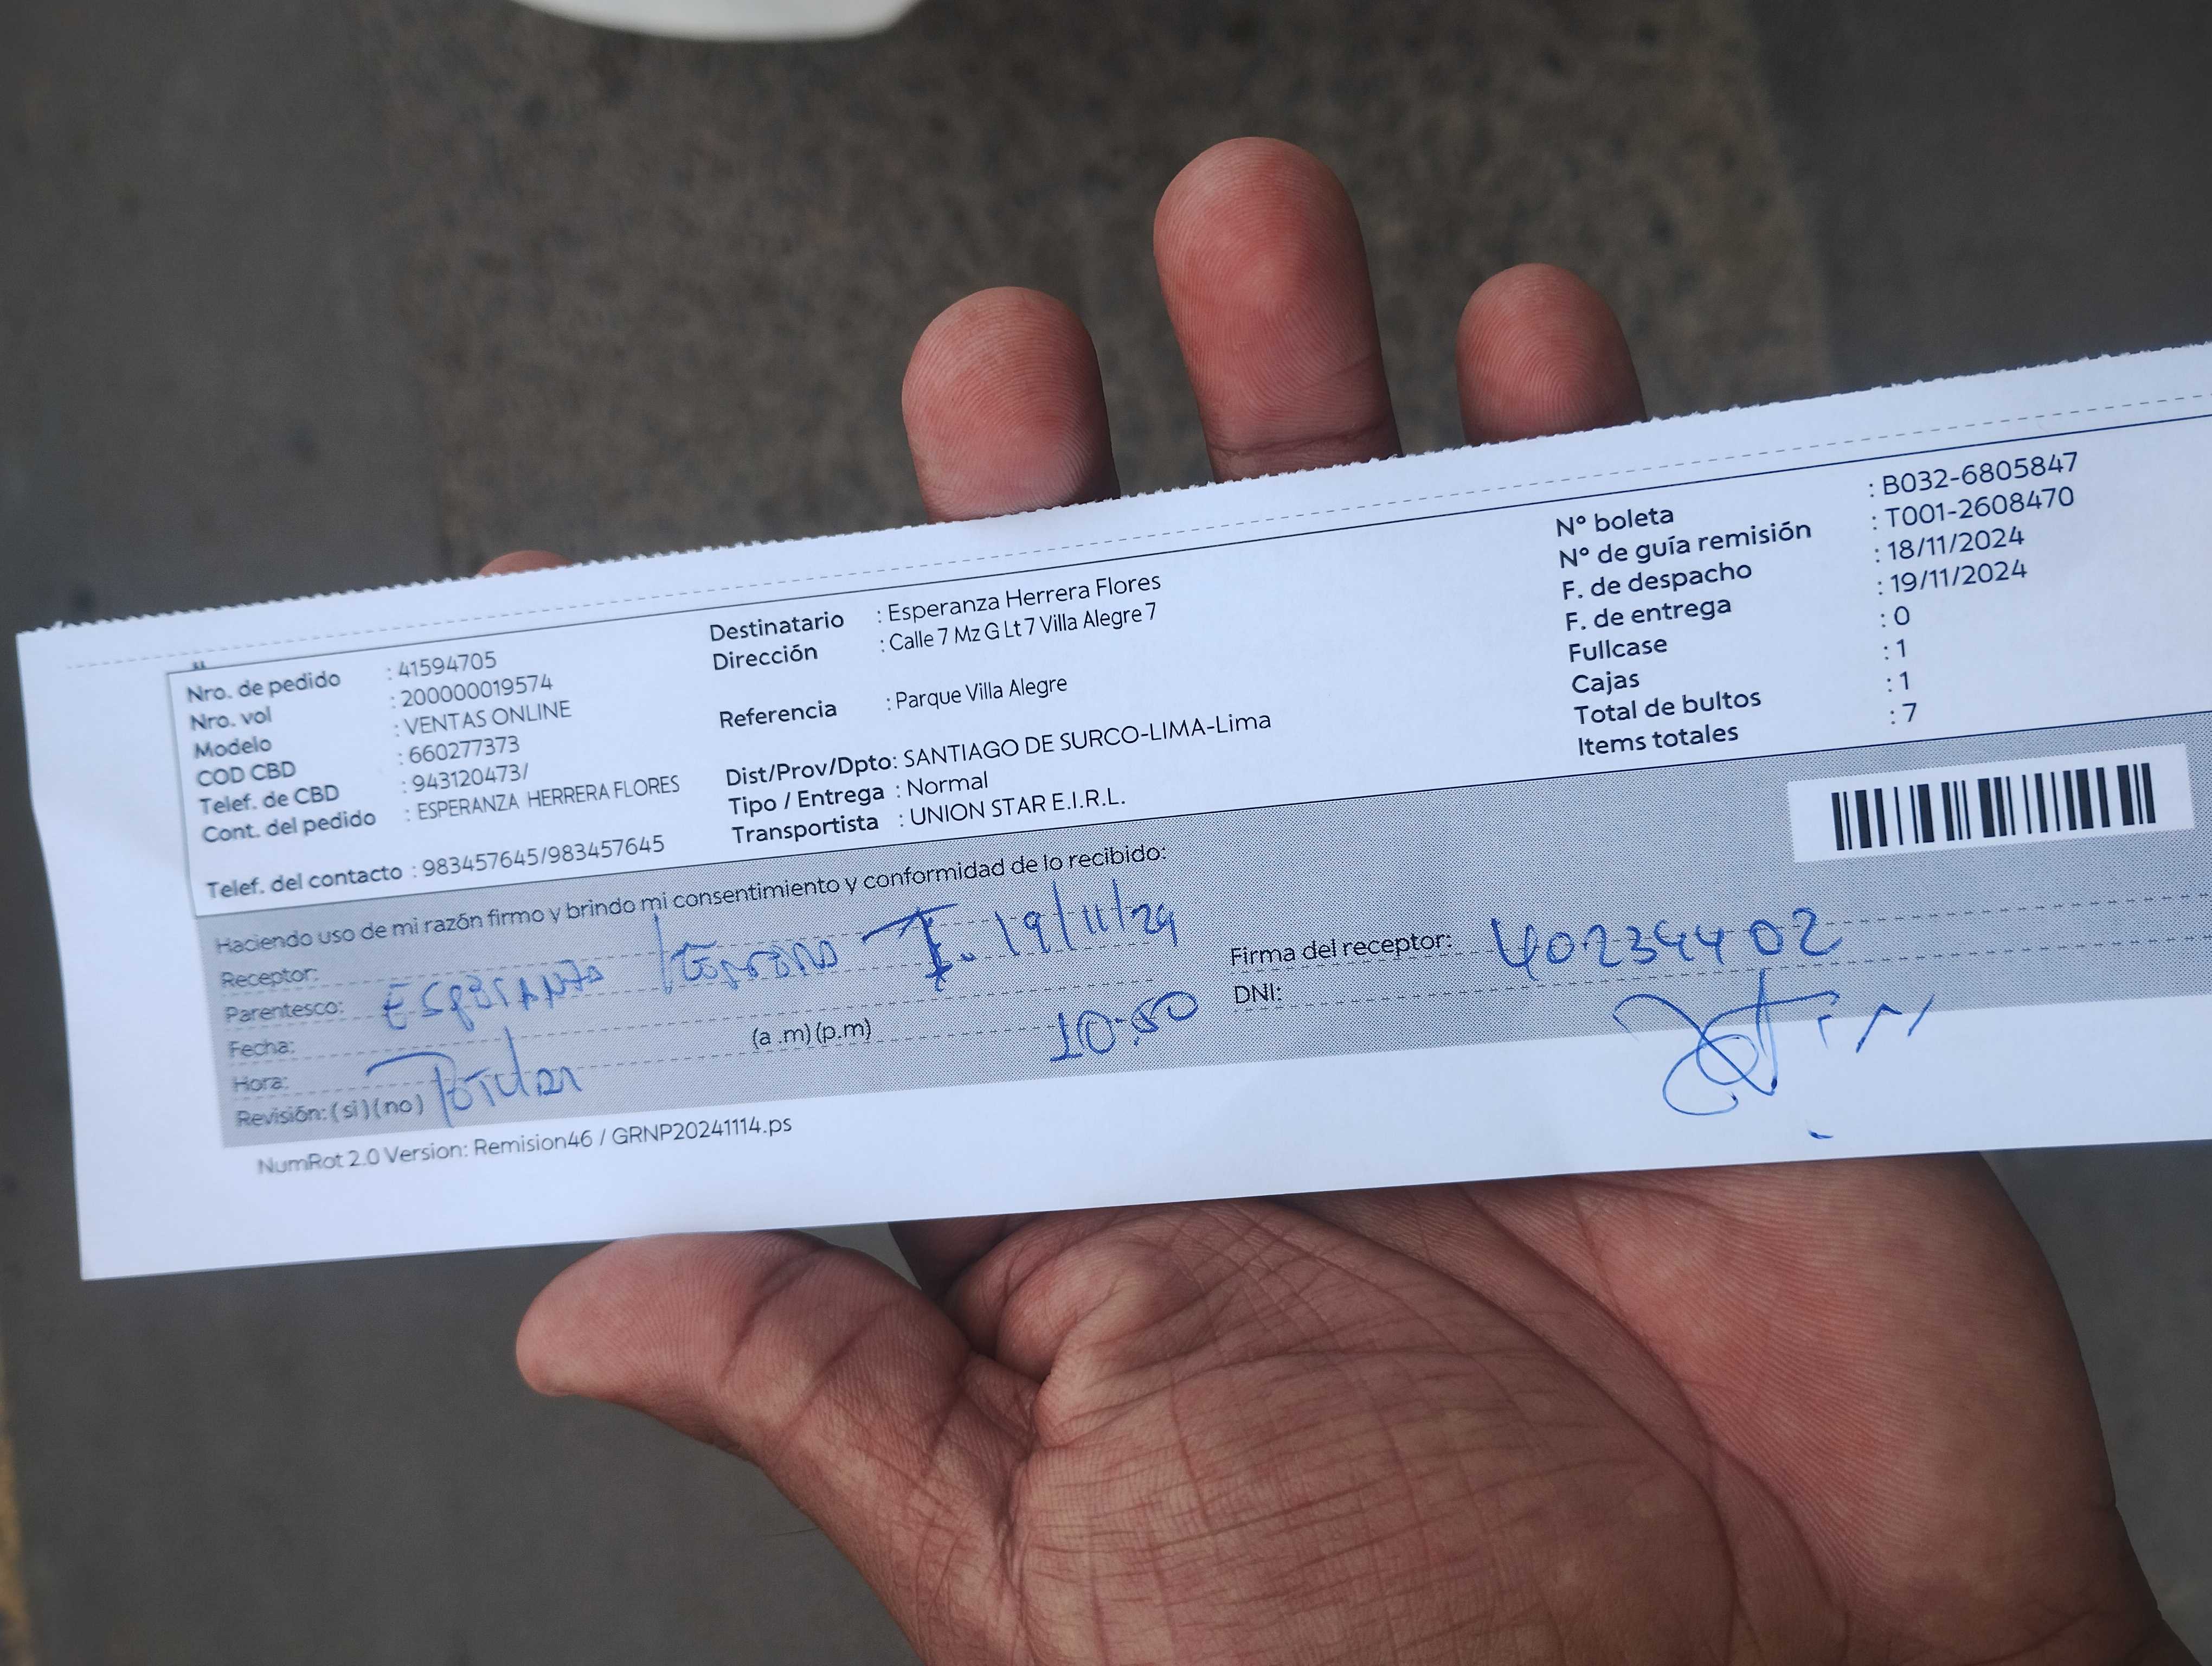 Nro. de pedido : 41594705
Nro. vol : 200000019574
Modelo : VENTAS ONLINE
COD CBD : 660277373
Telef. de CBD : 943120473/
Cont. del pedido : ESPERANZA HERRERA FLORES
Telef. del contacto : 983457645/983457645
Destinatario : Esperanza Herrera Flores
Dirección : Calle 7 Mz G Lt 7 Villa Alegre 7
Referencia : Parque Villa Alegre
Dist/Prov/Dpto: SANTIAGO DE SURCO-LIMA-Lima
Tipo / Entrega : Normal
Transportista : UNION STAR E.I.R.L.
N° boleta : B032-6805847
N° de guía remisión : T001-2608470
F. de despacho : 18/11/2024
F. de entrega : 19/11/2024
Fullcase : 0
Cajas : 1
Total de bultos : 1
Items totales : 7
Haciendo uso de mi razón firmo y brindo mi consentimiento y conformidad de lo recibido:
Receptor:
Parentesco: Esperanza Herrera F. 19/11/24
Fecha:
Hora: (a .m) (p.m) 10:50
Revisión: (si) (no) Titular
Firma del receptor: 40234402
DNI:
NumRot 2.0 Version: Remision46 / GRNP20241114.ps